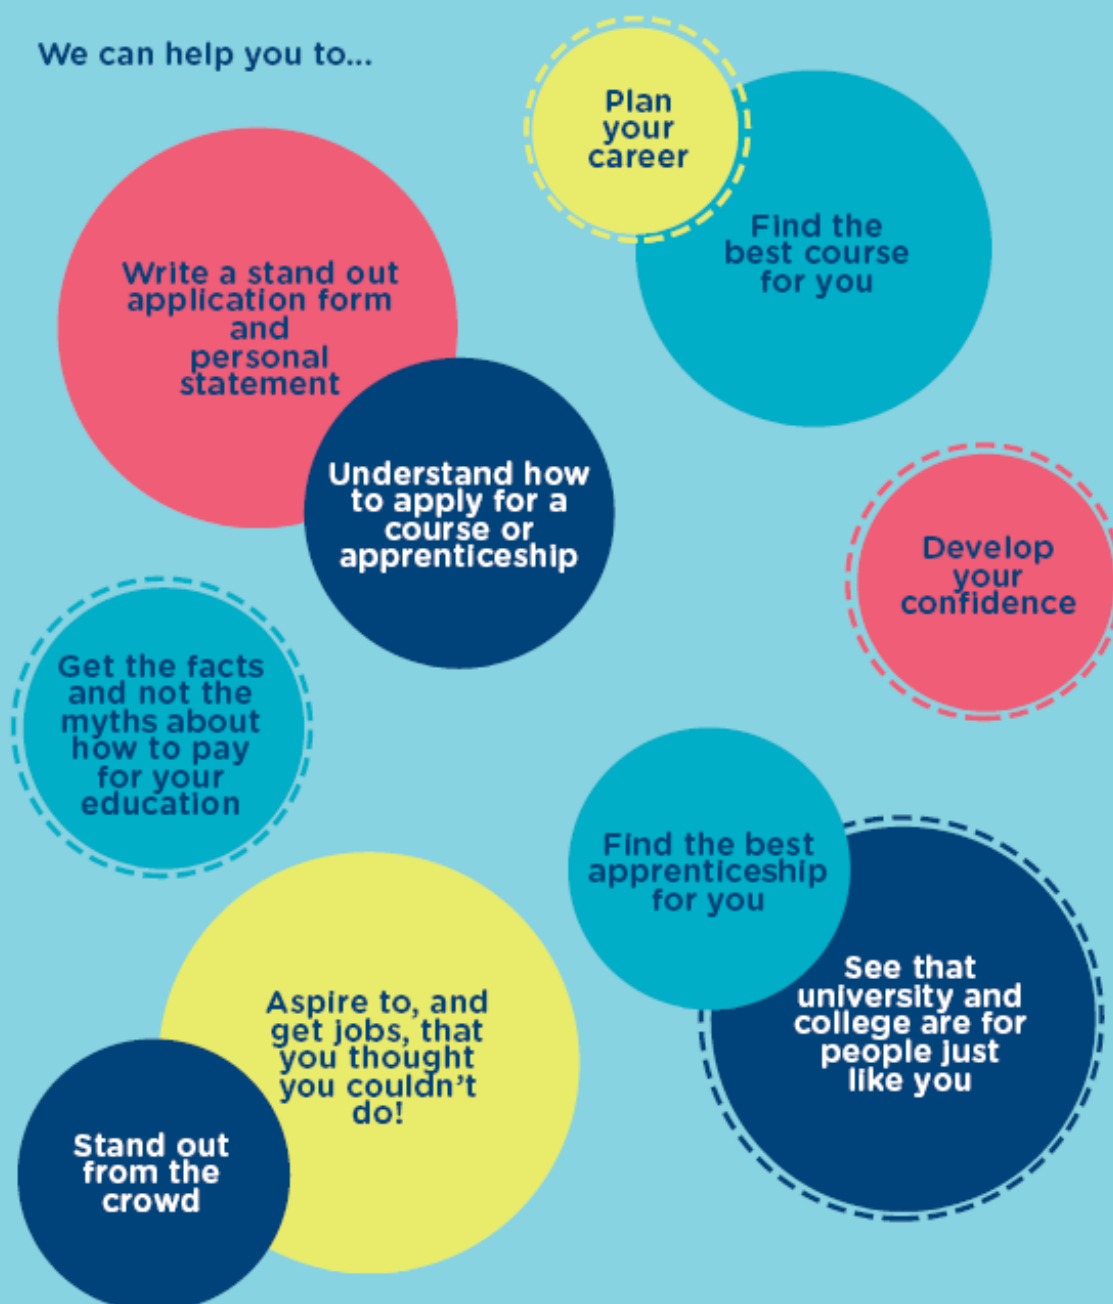 We can help you to...
Plan
your
career
Find the
best course
for you
Write a stand out
application form
and
personal
statement
Understand how
to apply for a
course or
apprenticeship
Develop
your
confidence
Get the facts
and not the
myths about
how to pay
for your
education
Find the best
apprenticeship
for you
See that
university and
college are for
people just
like you
Aspire to, and
get jobs, that
you thought
you couldn't
do!
Stand out
from the
crowd